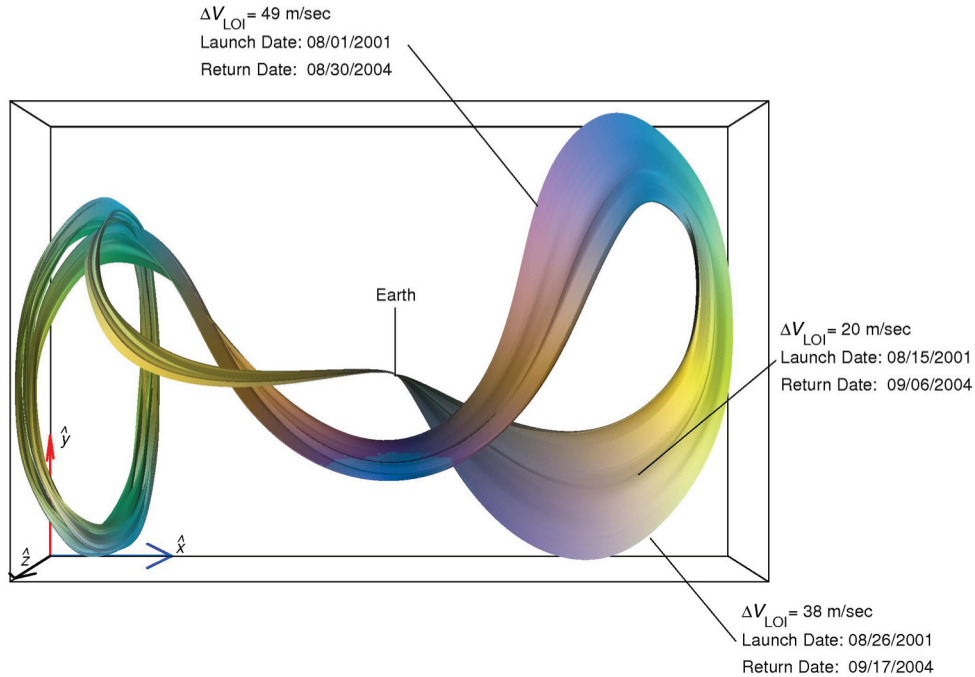 ΔV_LOI = 49 m/sec
Launch Date: 08/01/2001
Return Date: 08/30/2004
Earth
ΔV_LOI = 20 m/sec
Launch Date: 08/15/2001
Return Date: 09/06/2004
ŷ
x̂
ẑ
ΔV_LOI = 38 m/sec
Launch Date: 08/26/2001
Return Date: 09/17/2004